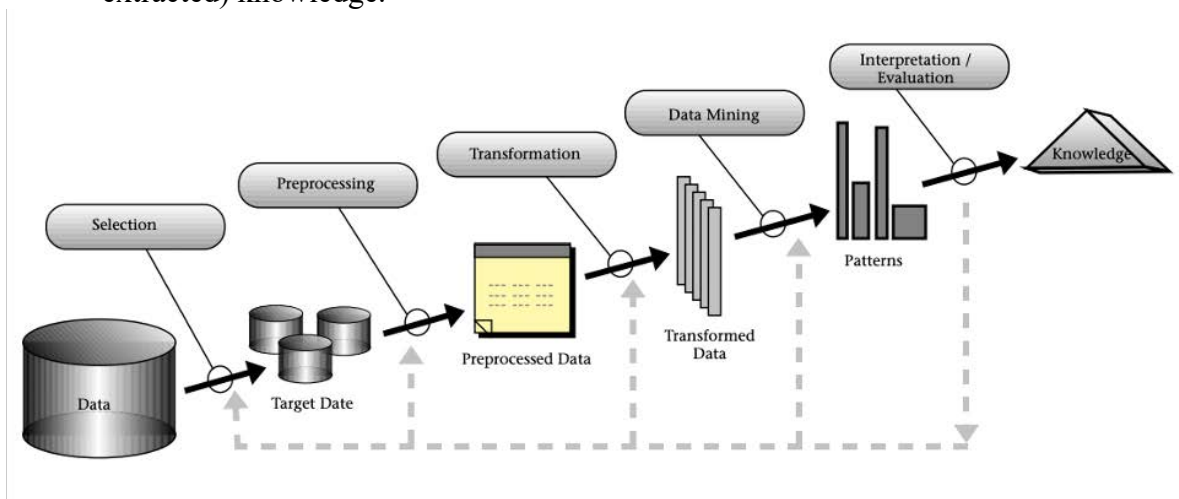 extracted) knowledge.
Interpretation /
Evaluation
Data Mining
Transformation
Preprocessing
Selection
Knowledge
Patterns
Transformed
Data
Preprocessed Data
Target Date
Data